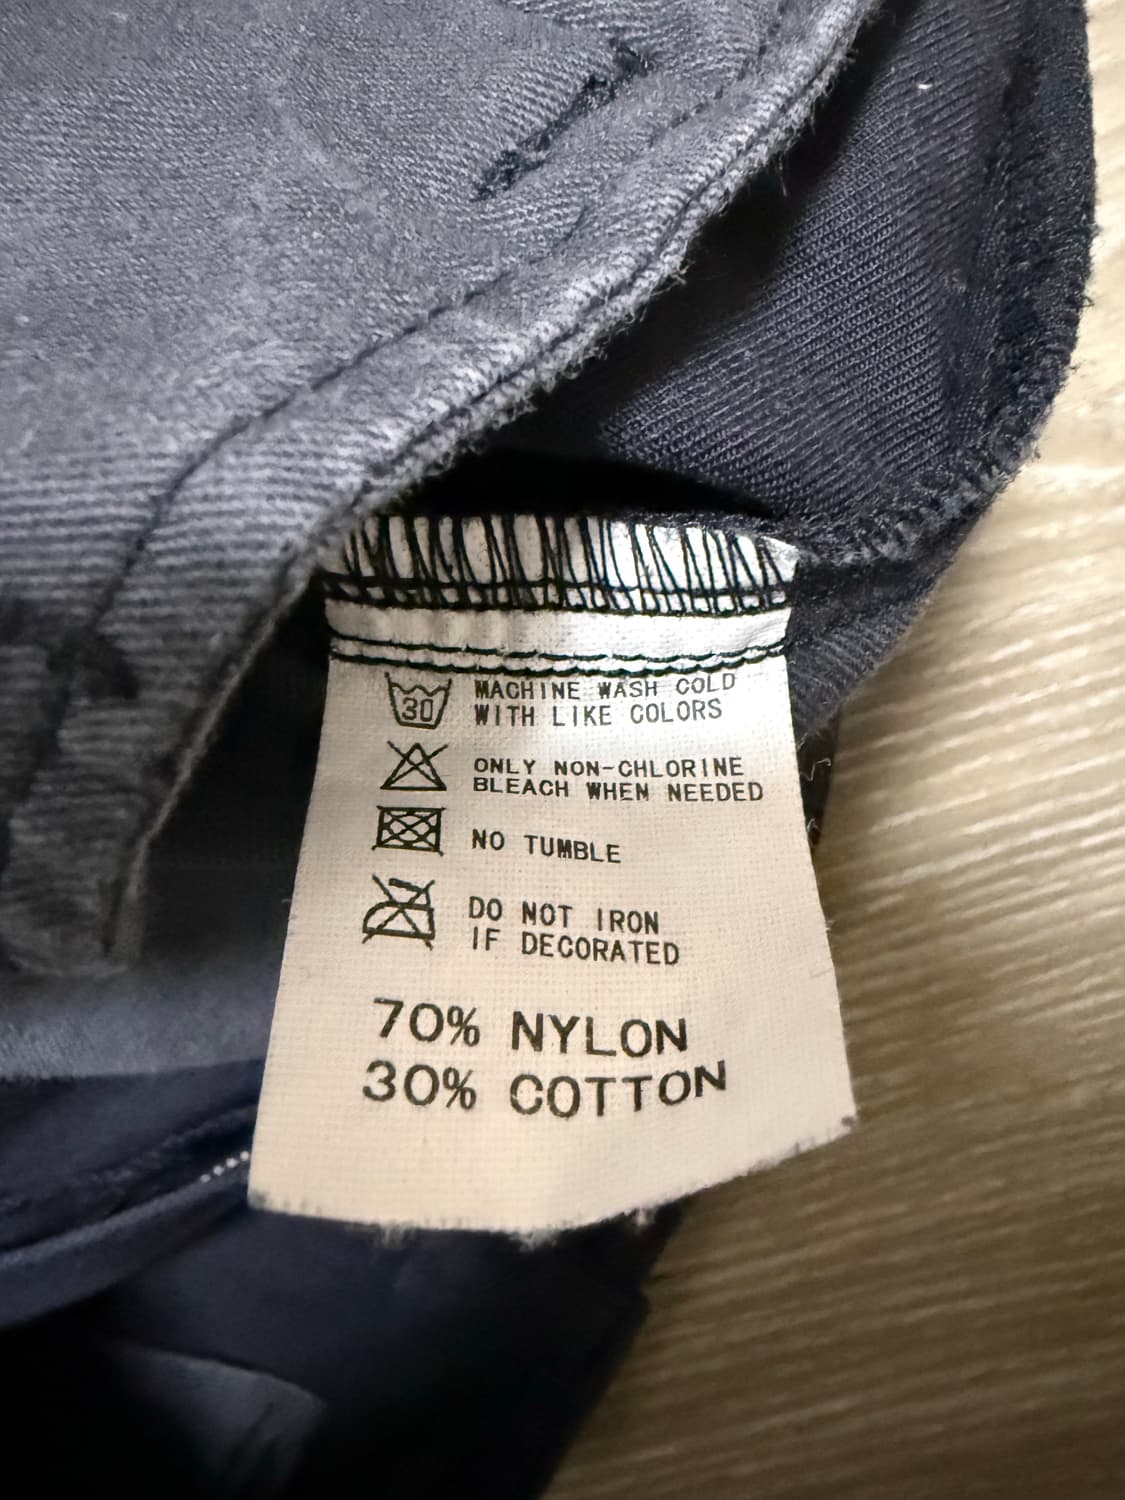 30
MACHINE WASH COLD
WITH LIKE COLORS
ONLY NON-CHLORINE
BLEACH WHEN NEEDED
NO TUMBLE
DO NOT IRON
IF DECORATED
70% NYLON
30% COTTON